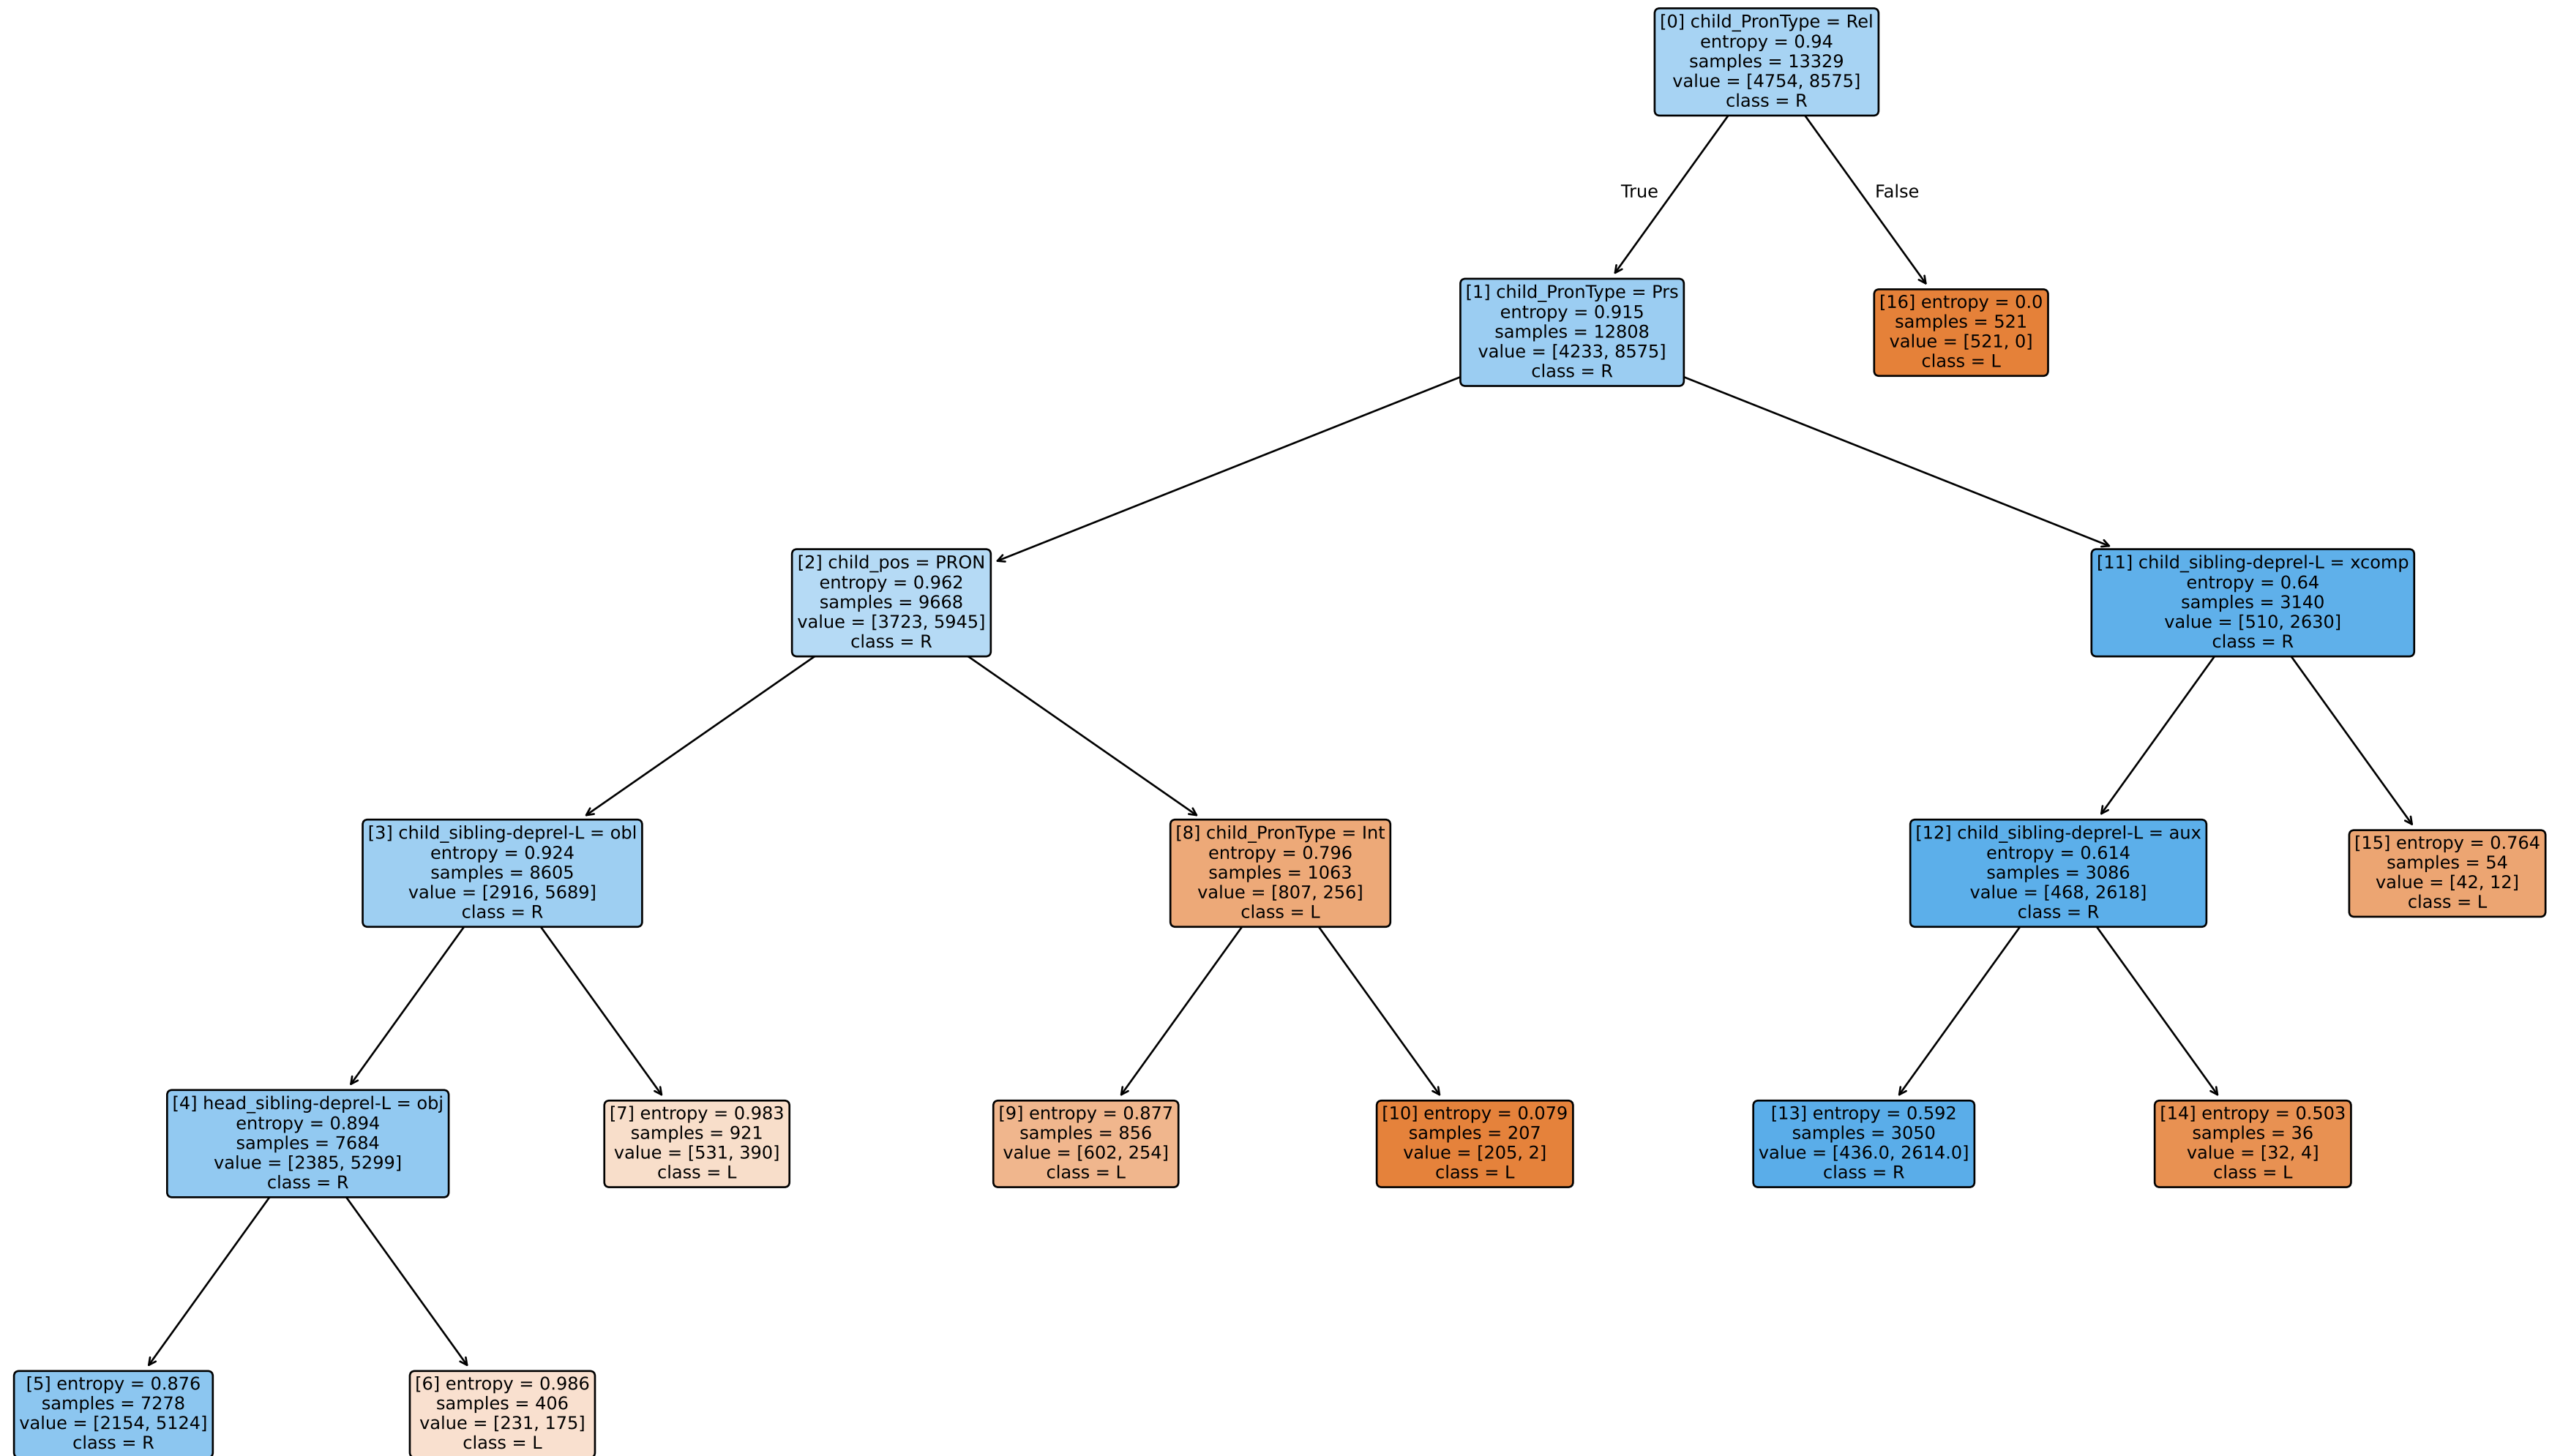 [0] child_PronType = Rel
entropy = 0.94
samples = 13329
value = [4754, 8575]
class = R
True
False
[1] child_PronType = Prs
entropy = 0.915
samples = 12808
value = [4233, 8575]
class = R
[16] entropy = 0.0
samples = 521
value = [521, 0]
class = L
[2] child_pos = PRON
entropy = 0.962
samples = 9668
value = [3723, 5945]
class = R
[11] child_sibling-deprel-L = xcomp
entropy = 0.64
samples = 3140
value = [510, 2630]
class = R
[3] child_sibling-deprel-L = obl
entropy = 0.924
samples = 8605
value = [2916, 5689]
class = R
[8] child_PronType = Int
entropy = 0.796
samples = 1063
value = [807, 256]
class = L
[12] child_sibling-deprel-L = aux
entropy = 0.614
samples = 3086
value = [468, 2618]
class = R
[15] entropy = 0.764
samples = 54
value = [42, 12]
class = L
[4] head_sibling-deprel-L = obj
entropy = 0.894
samples = 7684
value = [2385, 5299]
class = R
[7] entropy = 0.983
samples = 921
value = [531, 390]
class = L
[9] entropy = 0.877
samples = 856
value = [602, 254]
class = L
[10] entropy = 0.079
samples = 207
value = [205, 2]
class = L
[13] entropy = 0.592
samples = 3050
value = [436.0, 2614.0]
class = R
[14] entropy = 0.503
samples = 36
value = [32, 4]
class = L
[5] entropy = 0.876
samples = 7278
value = [2154, 5124]
class = R
[6] entropy = 0.986
samples = 406
value = [231, 175]
class = L